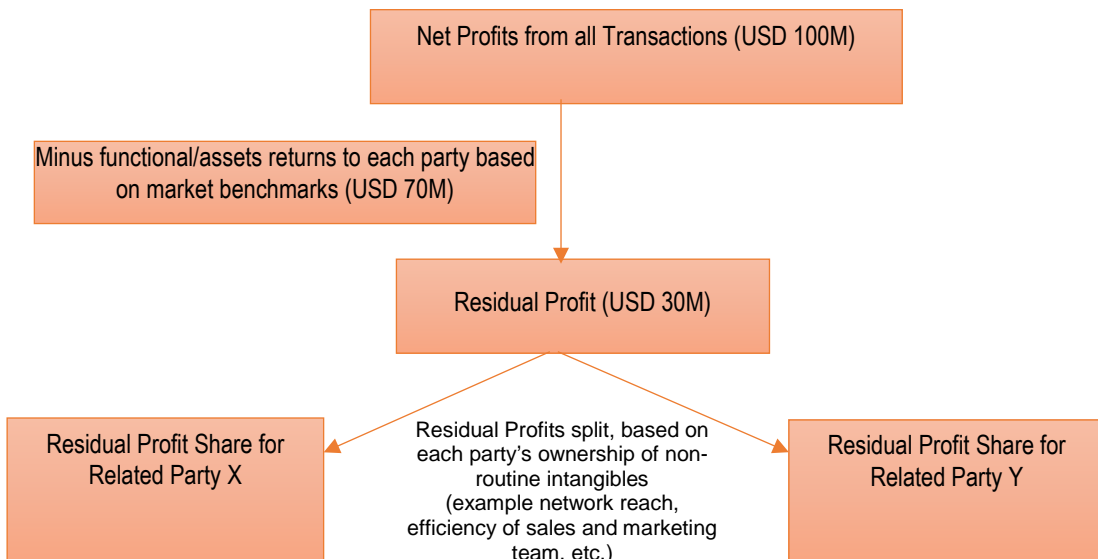 Net Profits from all Transactions (USD 100M)
Minus functional/assets returns to each party based
on market benchmarks (USD 70M)
Residual Profit (USD 30M)
Residual Profit Share for
Related Party X
Residual Profits split, based on
each party’s ownership of non-
routine intangibles
(example network reach,
efficiency of sales and marketing
team, etc.)
Residual Profit Share for
Related Party Y